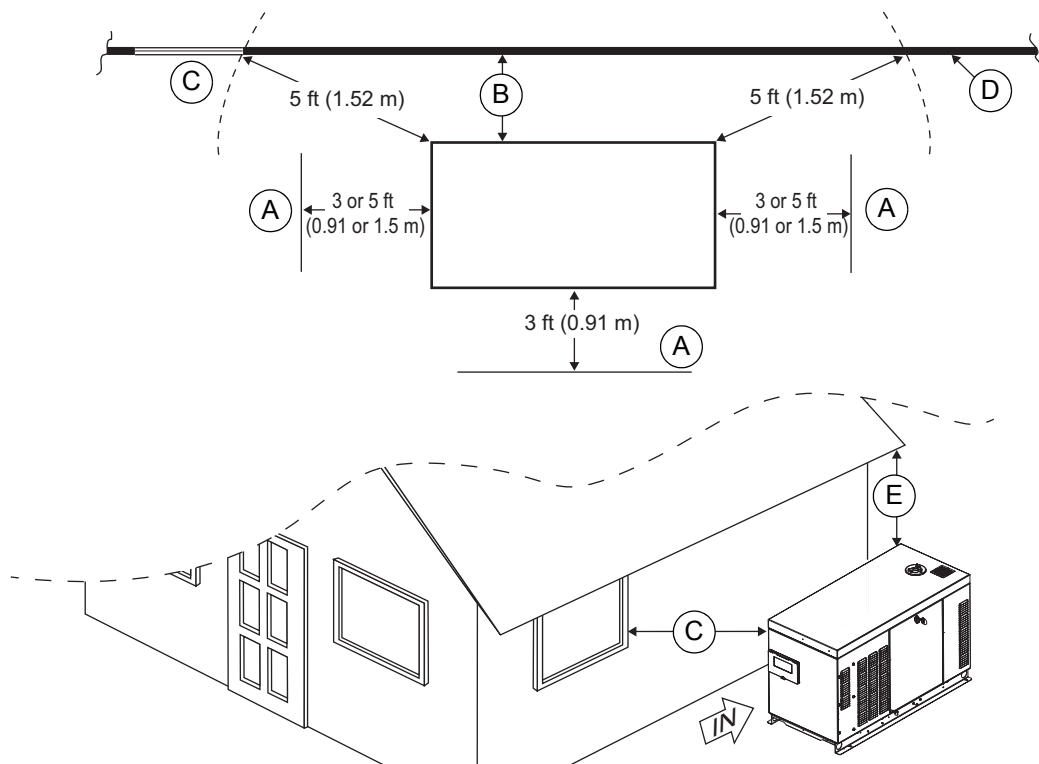 C
5 ft (1.52 m)
B
5 ft (1.52 m)
D
A
3 or 5 ft
(0.91 or 1.5 m)
3 or 5 ft
(0.91 or 1.5 m)
A
3 ft (0.91 m)
A
E
C
IN